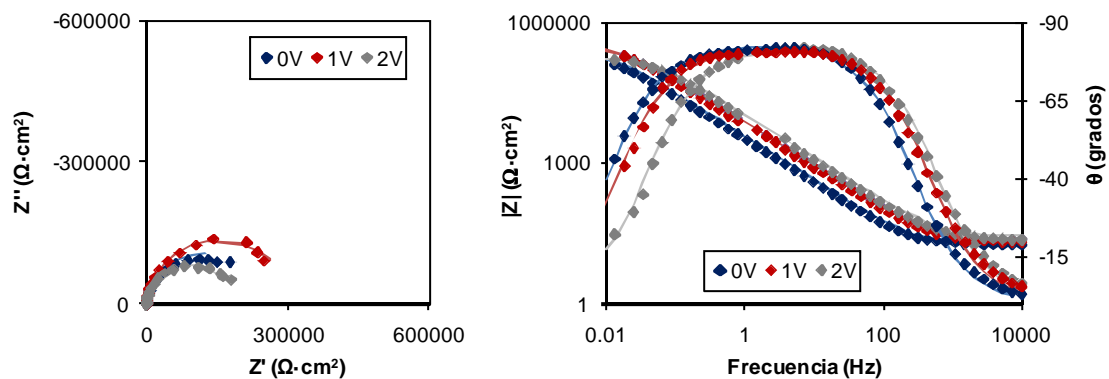 -600000
-300000
0
Z'' (Ω·cm²)
0V 1V 2V
0 300000 600000
Z' (Ω·cm²)
1000000
1000
1
|Z| (Ω·cm²)
0V 1V 2V
-90
-65
-40
-15
θ (grados)
0.01 1 100 10000
Frecuencia (Hz)